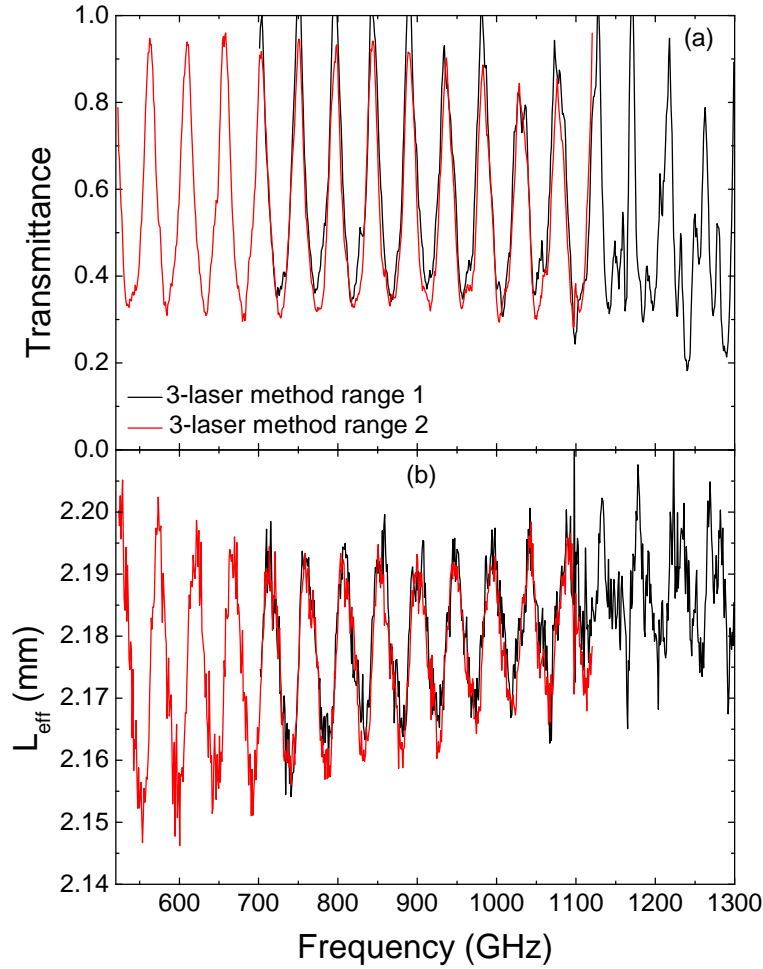 1.0
(a)
0.8
0.6
0.4
0.2
0.0
Transmittance
3-laser method range 1
3-laser method range 2
(b)
2.20
2.19
2.18
2.17
2.16
2.15
2.14
L_eff (mm)
600 700 800 900 1000 1100 1200 1300
Frequency (GHz)